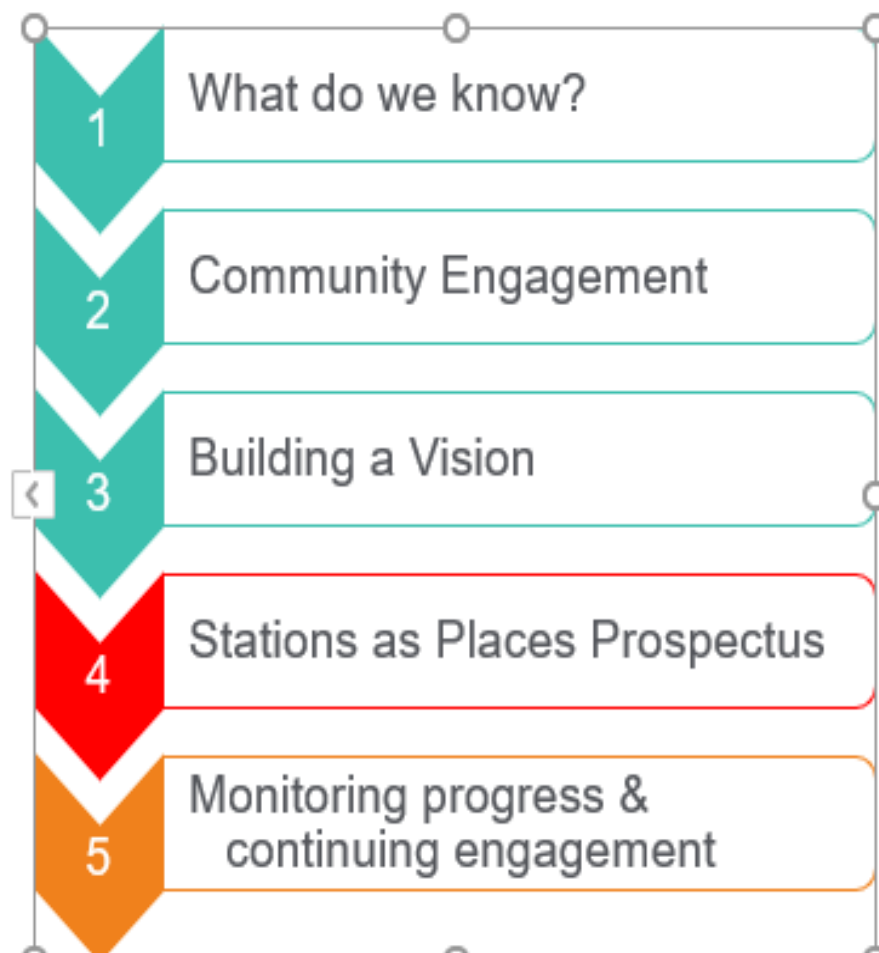 1
What do we know?
2
Community Engagement
3
Building a Vision
4
Stations as Places Prospectus
5
Monitoring progress &
continuing engagement